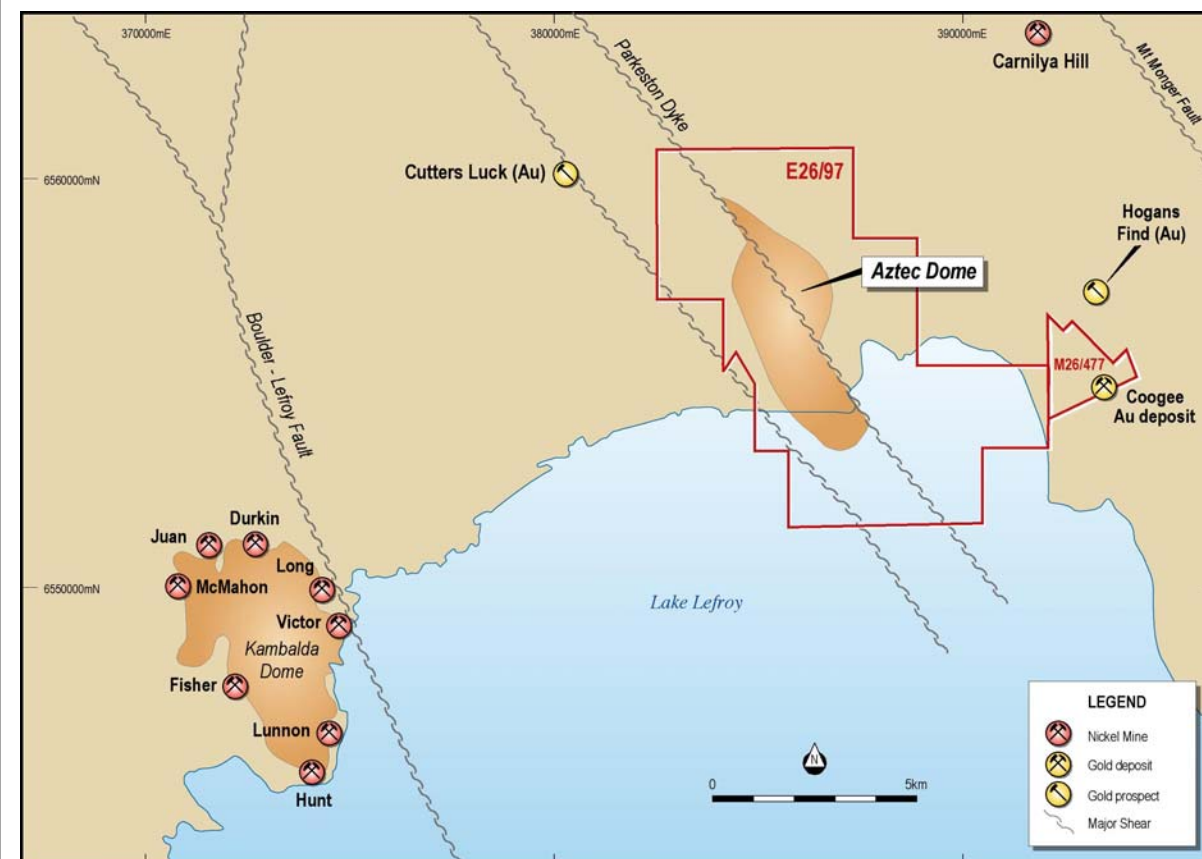 370000mE
380000mE
390000mE
Carnilya Hill
Mt Monger Fault
Parkeston Dyke
Cutters Luck (Au)
6560000mN
E26/97
Hogans
Find (Au)
Aztec Dome
Boulder - Lefroy Fault
M26/477
Coogee
Au deposit
Durkin
Juan
Long
6550000mN
McMahon
Lake Lefroy
Victor
Kambalda
Dome
Fisher
Lunnon
Hunt
N
0
5km
LEGEND
Nickel Mine
Gold deposit
Gold prospect
Major Shear